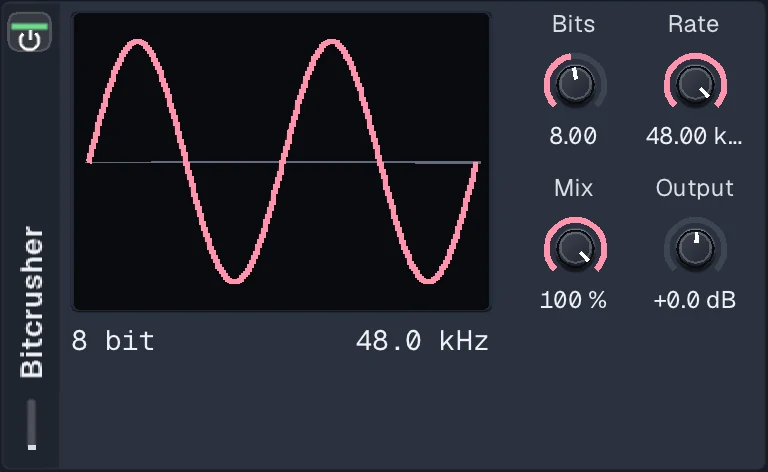 Bitcrusher
8 bit
48.0 kHz
Bits
Rate
8.00
48.00 k...
Mix
Output
100 %
+0.0 dB